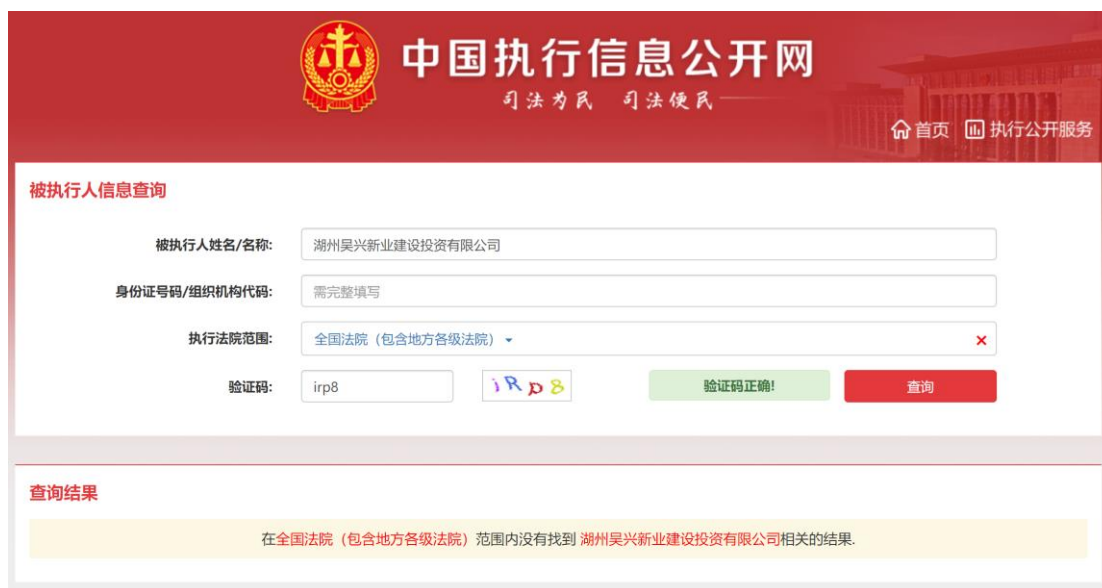 中国执行信息公开网
司法为民 司法便民
首页 执行公开服务
被执行人信息查询
被执行人姓名/名称: 湖州吴兴新业建设投资有限公司
身份证号码/组织机构代码: 需完整填写
执行法院范围: 全国法院（包含地方各级法院）
验证码: irp8 iRpS 验证码正确! 查询
查询结果
在全国法院（包含地方各级法院）范围内没有找到 湖州吴兴新业建设投资有限公司相关的结果.